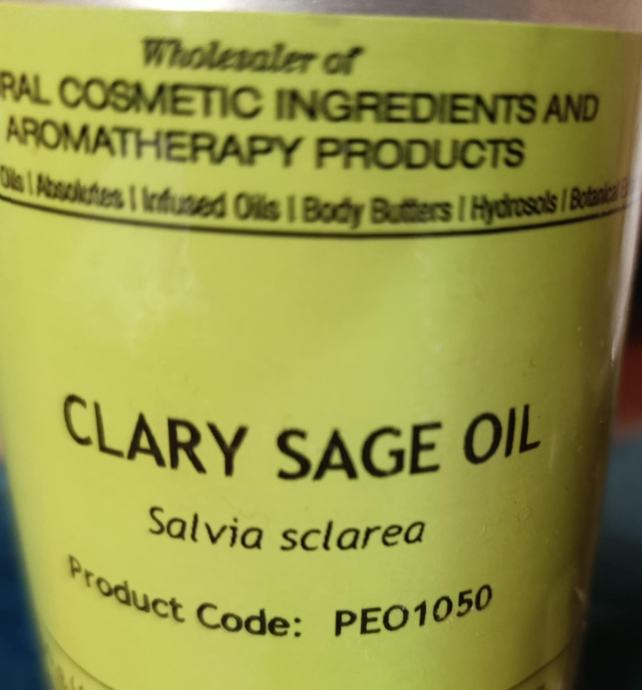 Wholesaler of
RAL COSMETIC INGREDIENTS AND
AROMATHERAPY PRODUCTS
Oils | Absolutes | Infused Oils | Body Butters | Hydrosols | Botanical
CLARY SAGE OIL
Salvia sclarea
Product Code: PEO1050